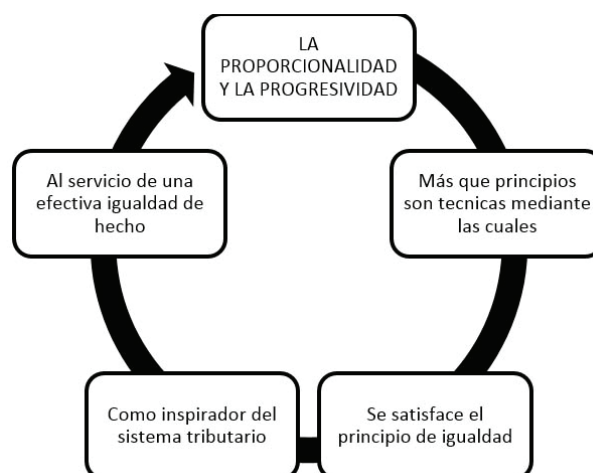 LA
PROPORCIONALIDAD
Y LA PROGRESIVIDAD
Más que principios
son tecnicas mediante
las cuales
Se satisface el
principio de igualdad
Como inspirador del
sistema tributario
Al servicio de una
efectiva igualdad de
hecho